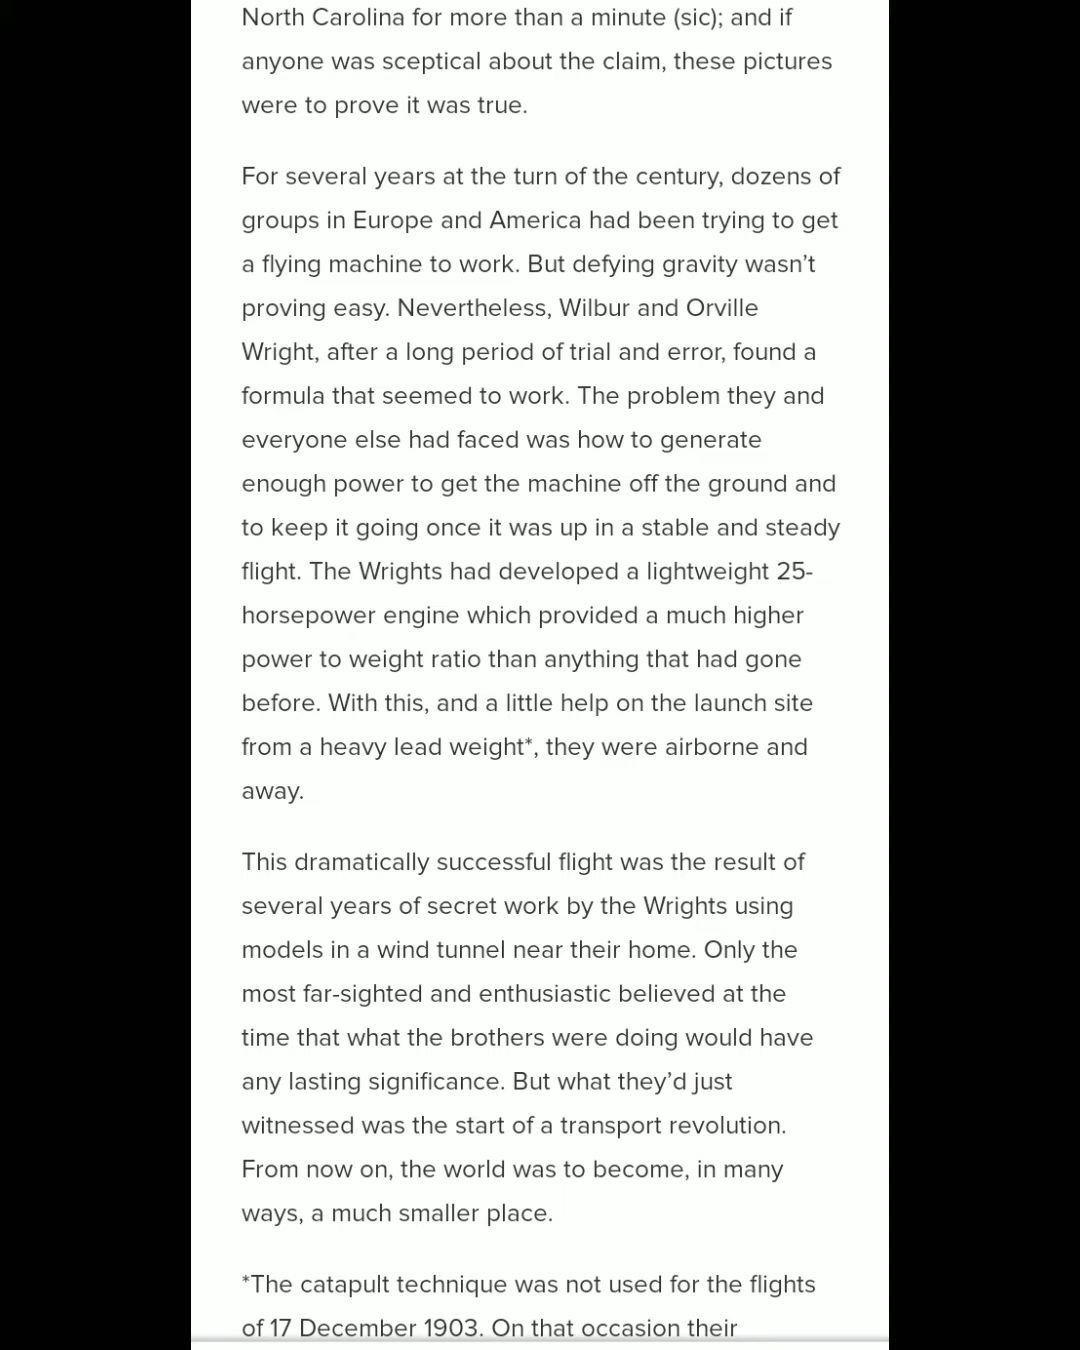 North Carolina for more than a minute (sic); and if
anyone was sceptical about the claim, these pictures
were to prove it was true.
For several years at the turn of the century, dozens of
groups in Europe and America had been trying to get
a flying machine to work. But defying gravity wasn’t
proving easy. Nevertheless, Wilbur and Orville
Wright, after a long period of trial and error, found a
formula that seemed to work. The problem they and
everyone else had faced was how to generate
enough power to get the machine off the ground and
to keep it going once it was up in a stable and steady
flight. The Wrights had developed a lightweight 25-
horsepower engine which provided a much higher
power to weight ratio than anything that had gone
before. With this, and a little help on the launch site
from a heavy lead weight*, they were airborne and
away.
This dramatically successful flight was the result of
several years of secret work by the Wrights using
models in a wind tunnel near their home. Only the
most far-sighted and enthusiastic believed at the
time that what the brothers were doing would have
any lasting significance. But what they’d just
witnessed was the start of a transport revolution.
From now on, the world was to become, in many
ways, a much smaller place.
*The catapult technique was not used for the flights
of 17 December 1903. On that occasion their